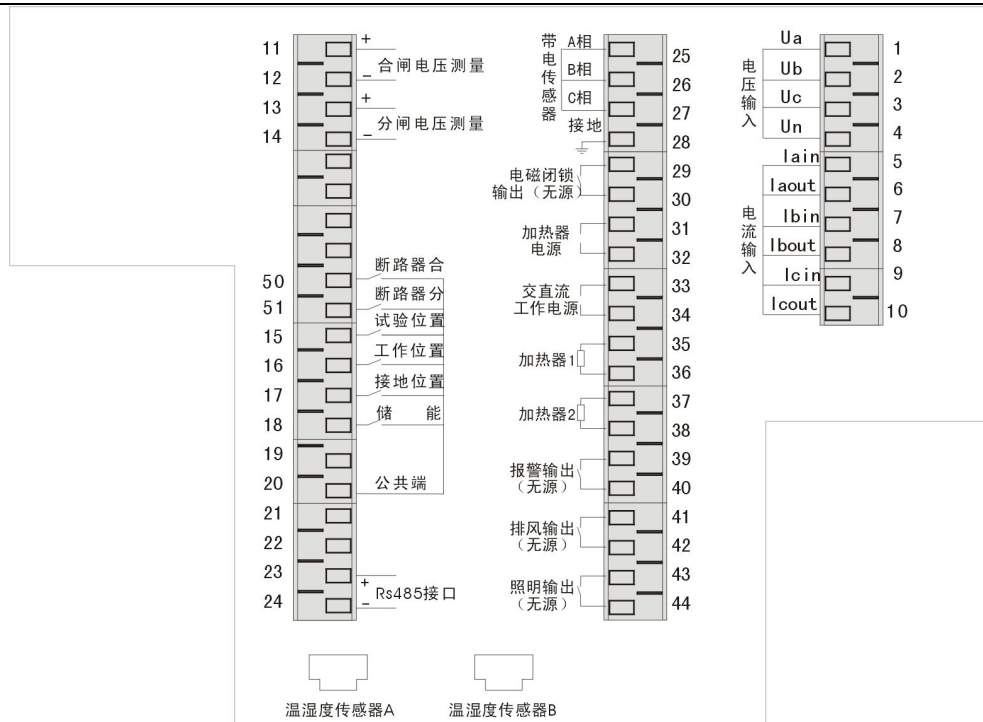 11 +
合闸电压测量
12 -
13 +
分闸电压测量
14 -
50 断路器合
51 断路器分
15 试验位置
16 工作位置
17 接地位置
18 储 能
19
20 公共端
21
22
23 +
Rs485接口
24 -
带电传感器
A相 25
B相 26
C相 27
接地 28
电磁闭锁 29
输出（无源） 30
加热器 31
电源 32
交直流 33
工作电源 34
35
加热器1
36
37
加热器2
38
报警输出 39
（无源） 40
排风输出 41
（无源） 42
照明输出 43
（无源） 44
电压输入
Ua 1
Ub 2
Uc 3
Un 4
电流输入
Iain 5
Iaout 6
Ibin 7
Ibout 8
Icin 9
Icout 10
温湿度传感器A
温湿度传感器B